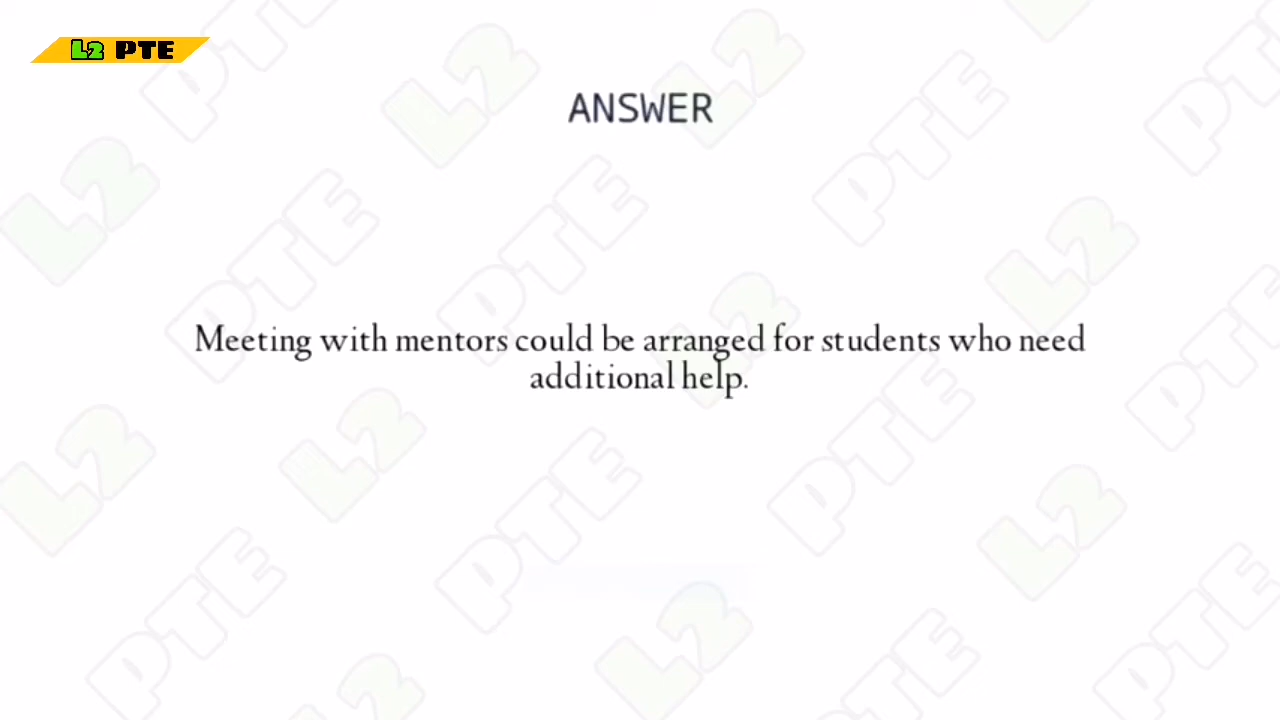 L2 PTE
ANSWER
Meeting with mentors could be arranged for students who need
additional help.